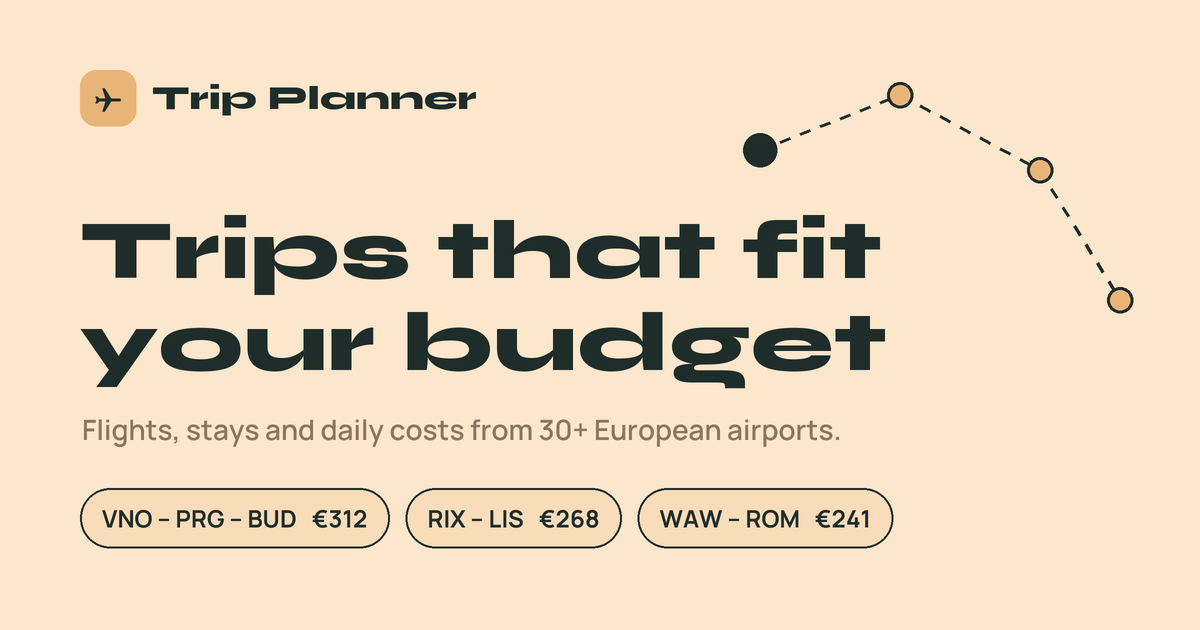 Trip Planner
Trips that fit
your budget
Flights, stays and daily costs from 30+ European airports.
VNO – PRG – BUD €312
RIX – LIS €268
WAW – ROM €241